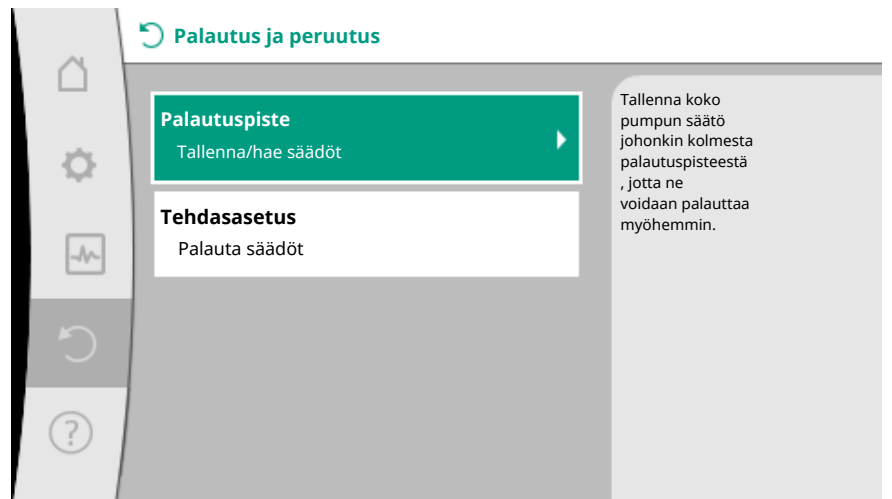 Palautus ja peruutus
Palautuspiste
Tallenna/hae säädöt
Tehdasasetus
Palauta säädöt
Tallenna koko
pumpun säätö
johonkin kolmesta
palautuspisteestä
, jotta ne
voidaan palauttaa
myöhemmin.
?